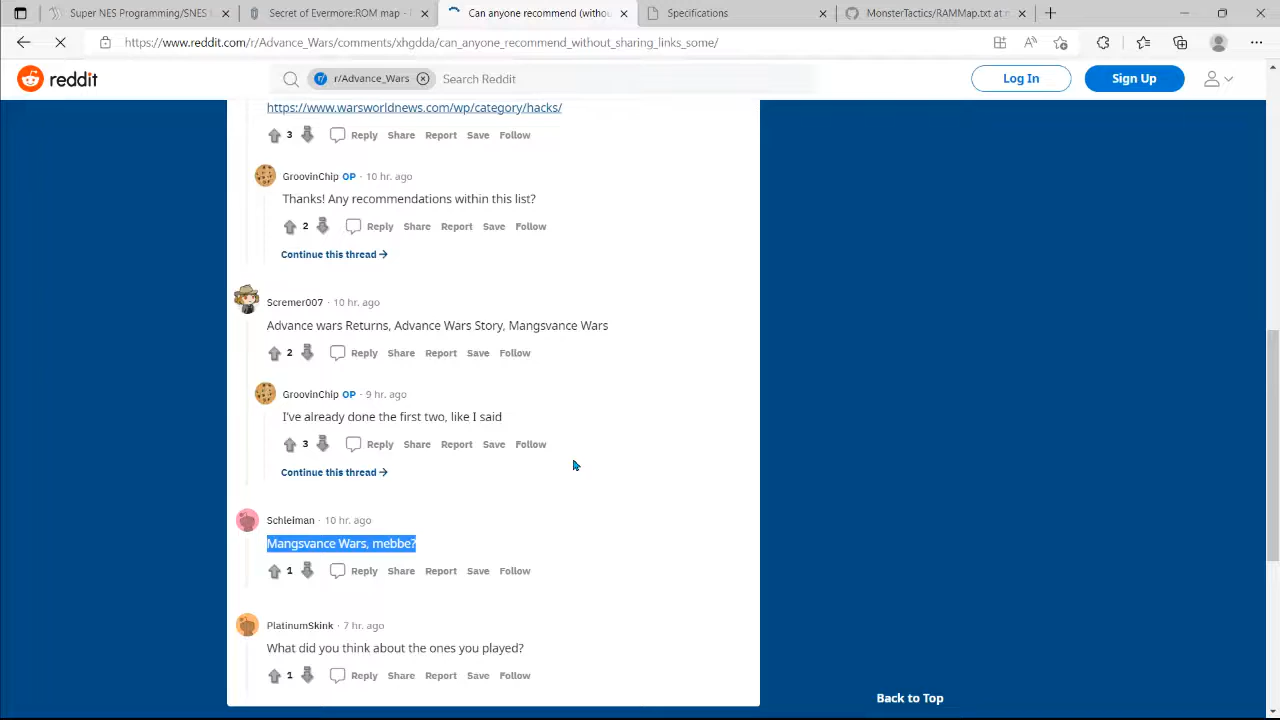 Super NES Programming/SNES
Secret of Evermore:ROM map -
Can anyone recommend (withou
Specifications
MonsterTactics/RAMMap.txt at m
https://www.reddit.com/r/Advance_Wars/comments/xhgdda/can_anyone_recommend_without_sharing_links_some/
reddit
r/Advance_Wars
Search Reddit
Log In
Sign Up
https://www.warsworldnews.com/wp/category/hacks/
3 Reply Share Report Save Follow
GroovinChip OP · 10 hr. ago
Thanks! Any recommendations within this list?
2 Reply Share Report Save Follow
Continue this thread →
Scremer007 · 10 hr. ago
Advance wars Returns, Advance Wars Story, Mangsvance Wars
2 Reply Share Report Save Follow
GroovinChip OP · 9 hr. ago
I've already done the first two, like I said
3 Reply Share Report Save Follow
Continue this thread →
Schleiman · 10 hr. ago
Mangsvance Wars, mebbe?
1 Reply Share Report Save Follow
PlatinumSkink · 7 hr. ago
What did you think about the ones you played?
1 Reply Share Report Save Follow
Back to Top